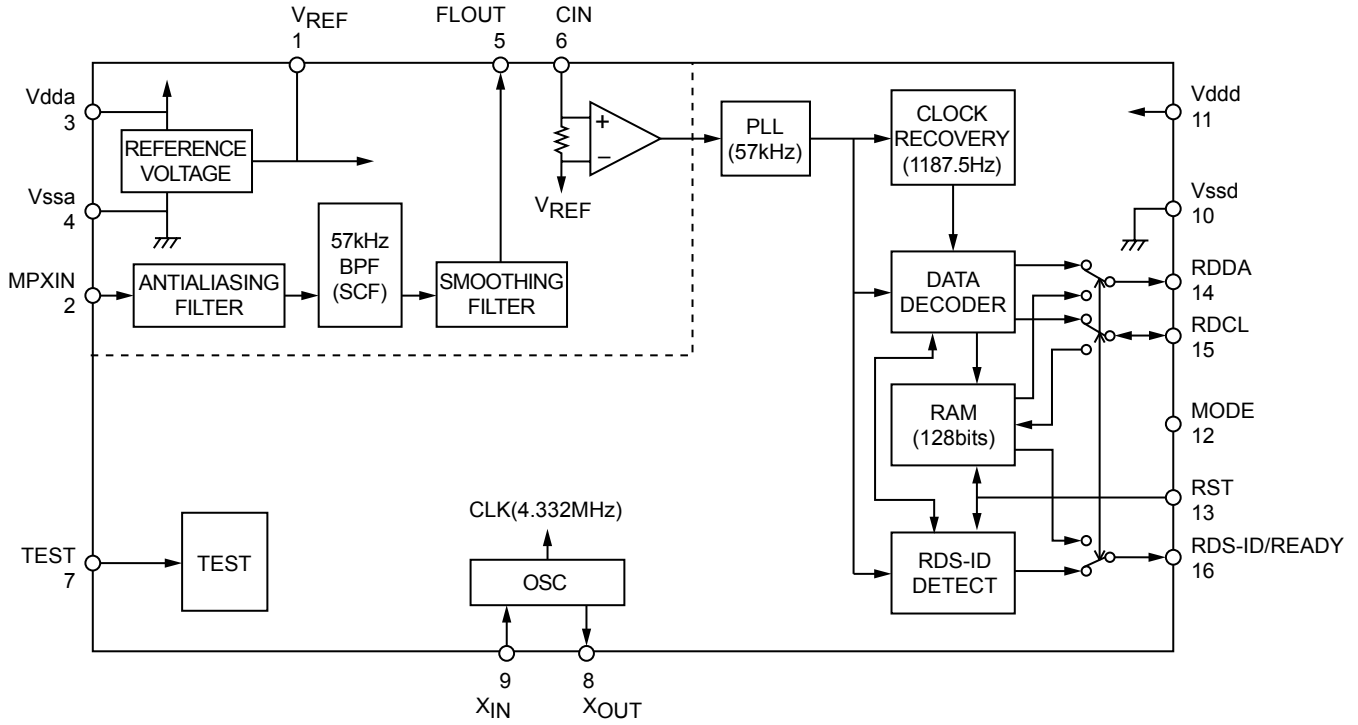 VREF
1
FLOUT
5
CIN
6
Vdda
3
REFERENCE
VOLTAGE
Vssa
4
MPXIN
2
ANTIALIASING
FILTER
57kHz
BPF
(SCF)
SMOOTHING
FILTER
+
−
VREF
PLL
(57kHz)
CLOCK
RECOVERY
(1187.5Hz)
DATA
DECODER
RAM
(128bits)
RDS-ID
DETECT
Vddd
11
Vssd
10
RDDA
14
RDCL
15
MODE
12
RST
13
RDS-ID/READY
16
TEST
7
TEST
CLK(4.332MHz)
OSC
9
XIN
8
XOUT